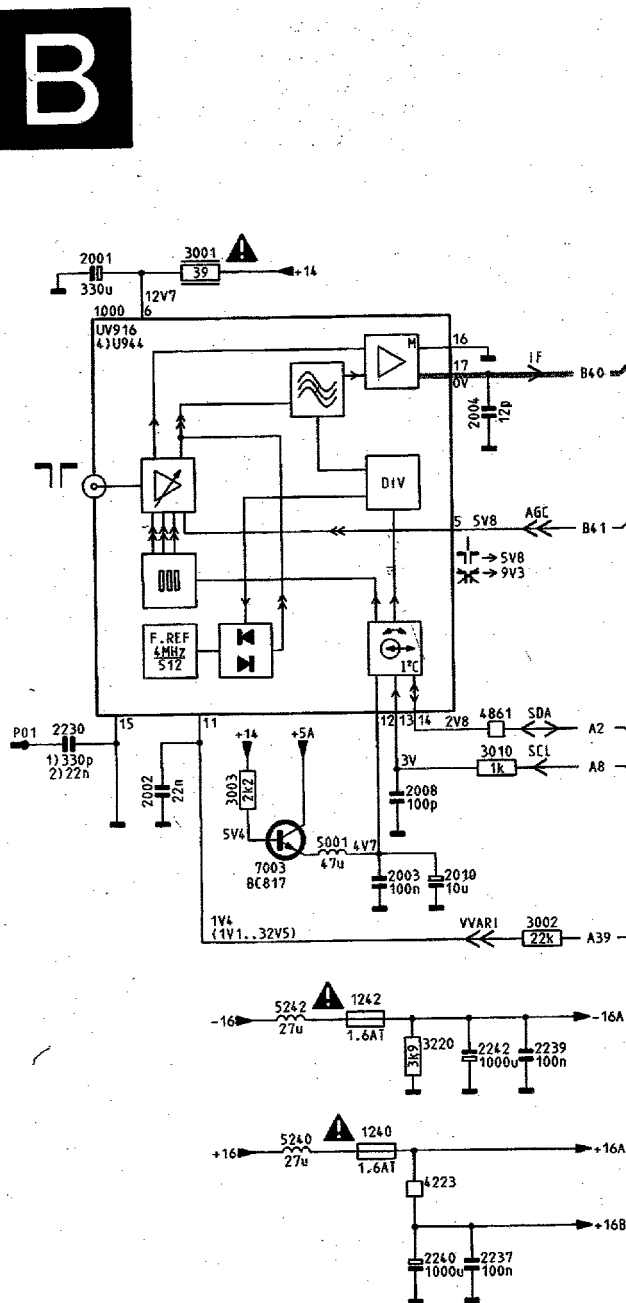 B
2001
330u
3001
39
+14
12V7
1000
6
UV916
4)U944
M
16
17
0V
IF
B40
2004
12p
DIV
5
5V8
AGC
B41
→5V8
→9V3
F.REF
4MHz
512
I²C
15
11
12
13
14
2V8
4861
SDA
A2
P01
2230
1)330p
2)22n
+14
+5A
3V
3010
1k
SCL
A8
2002
22n
3003
2k2
2008
100p
5V4
7003
BC817
5001
47u
4V7
2003
100n
2010
10u
1V4
(1V1..32V5)
VVARI
3002
22k
A39
-16
5242
27u
1242
1.6AT
-16A
3k9
3220
2242
1000u
2239
100n
+16
5240
27u
1240
1.6AT
+16A
4223
+16B
2240
1000u
2237
100n